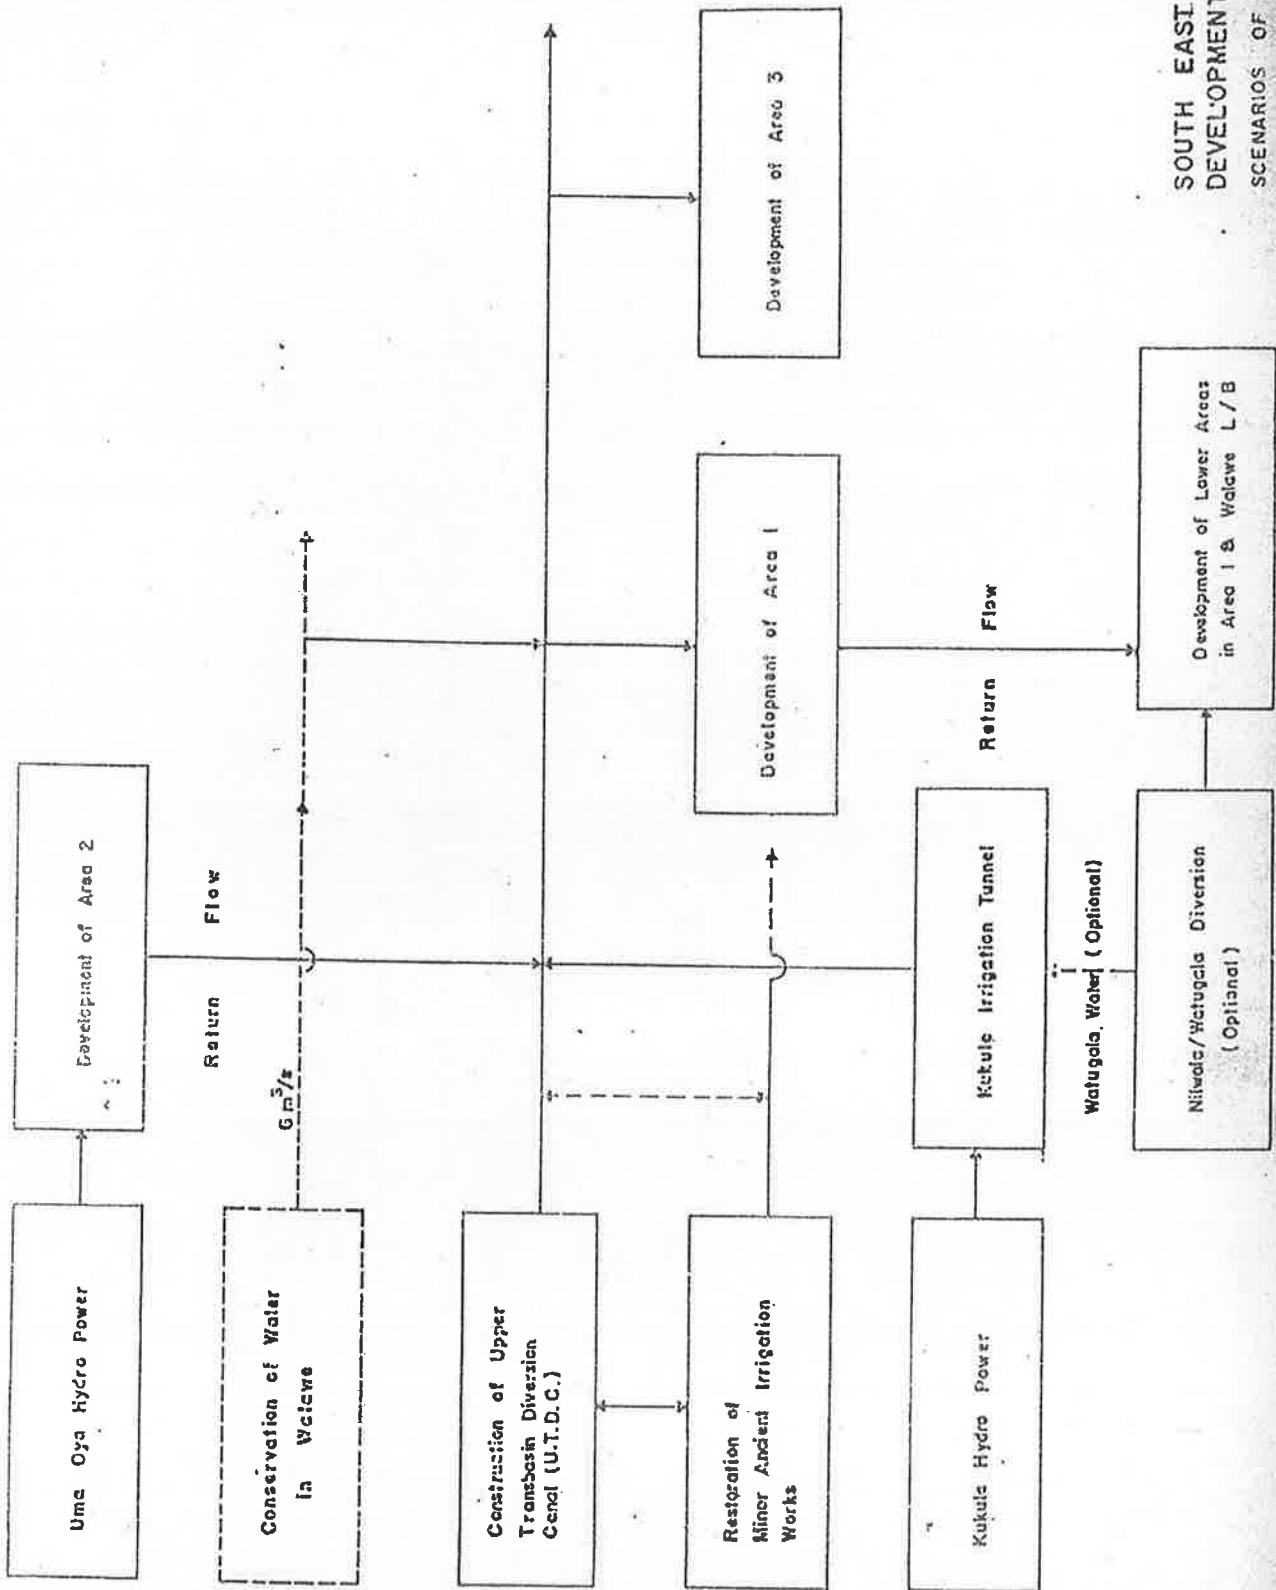 Uma Oya Hydro Power
Development of Area 2
Return Flow
Conservation of Water
in Walawe
m³/s
Construction of Upper
Transbasin Diversion
Canal (U.T.D.C.)
Restoration of
Minor Ancient Irrigation
Works
Development of Area 1
Development of Area 3
Return Flow
Kukule Hydro Power
Kukule Irrigation Tunnel
Watugala, Water (Optional)
Nilwala/Watugala Diversion
(Optional)
Development of Lower Areas
in Area 1 & Walawe L/B
SOUTH EAST
DEVELOPMENT
SCENARIOS OF